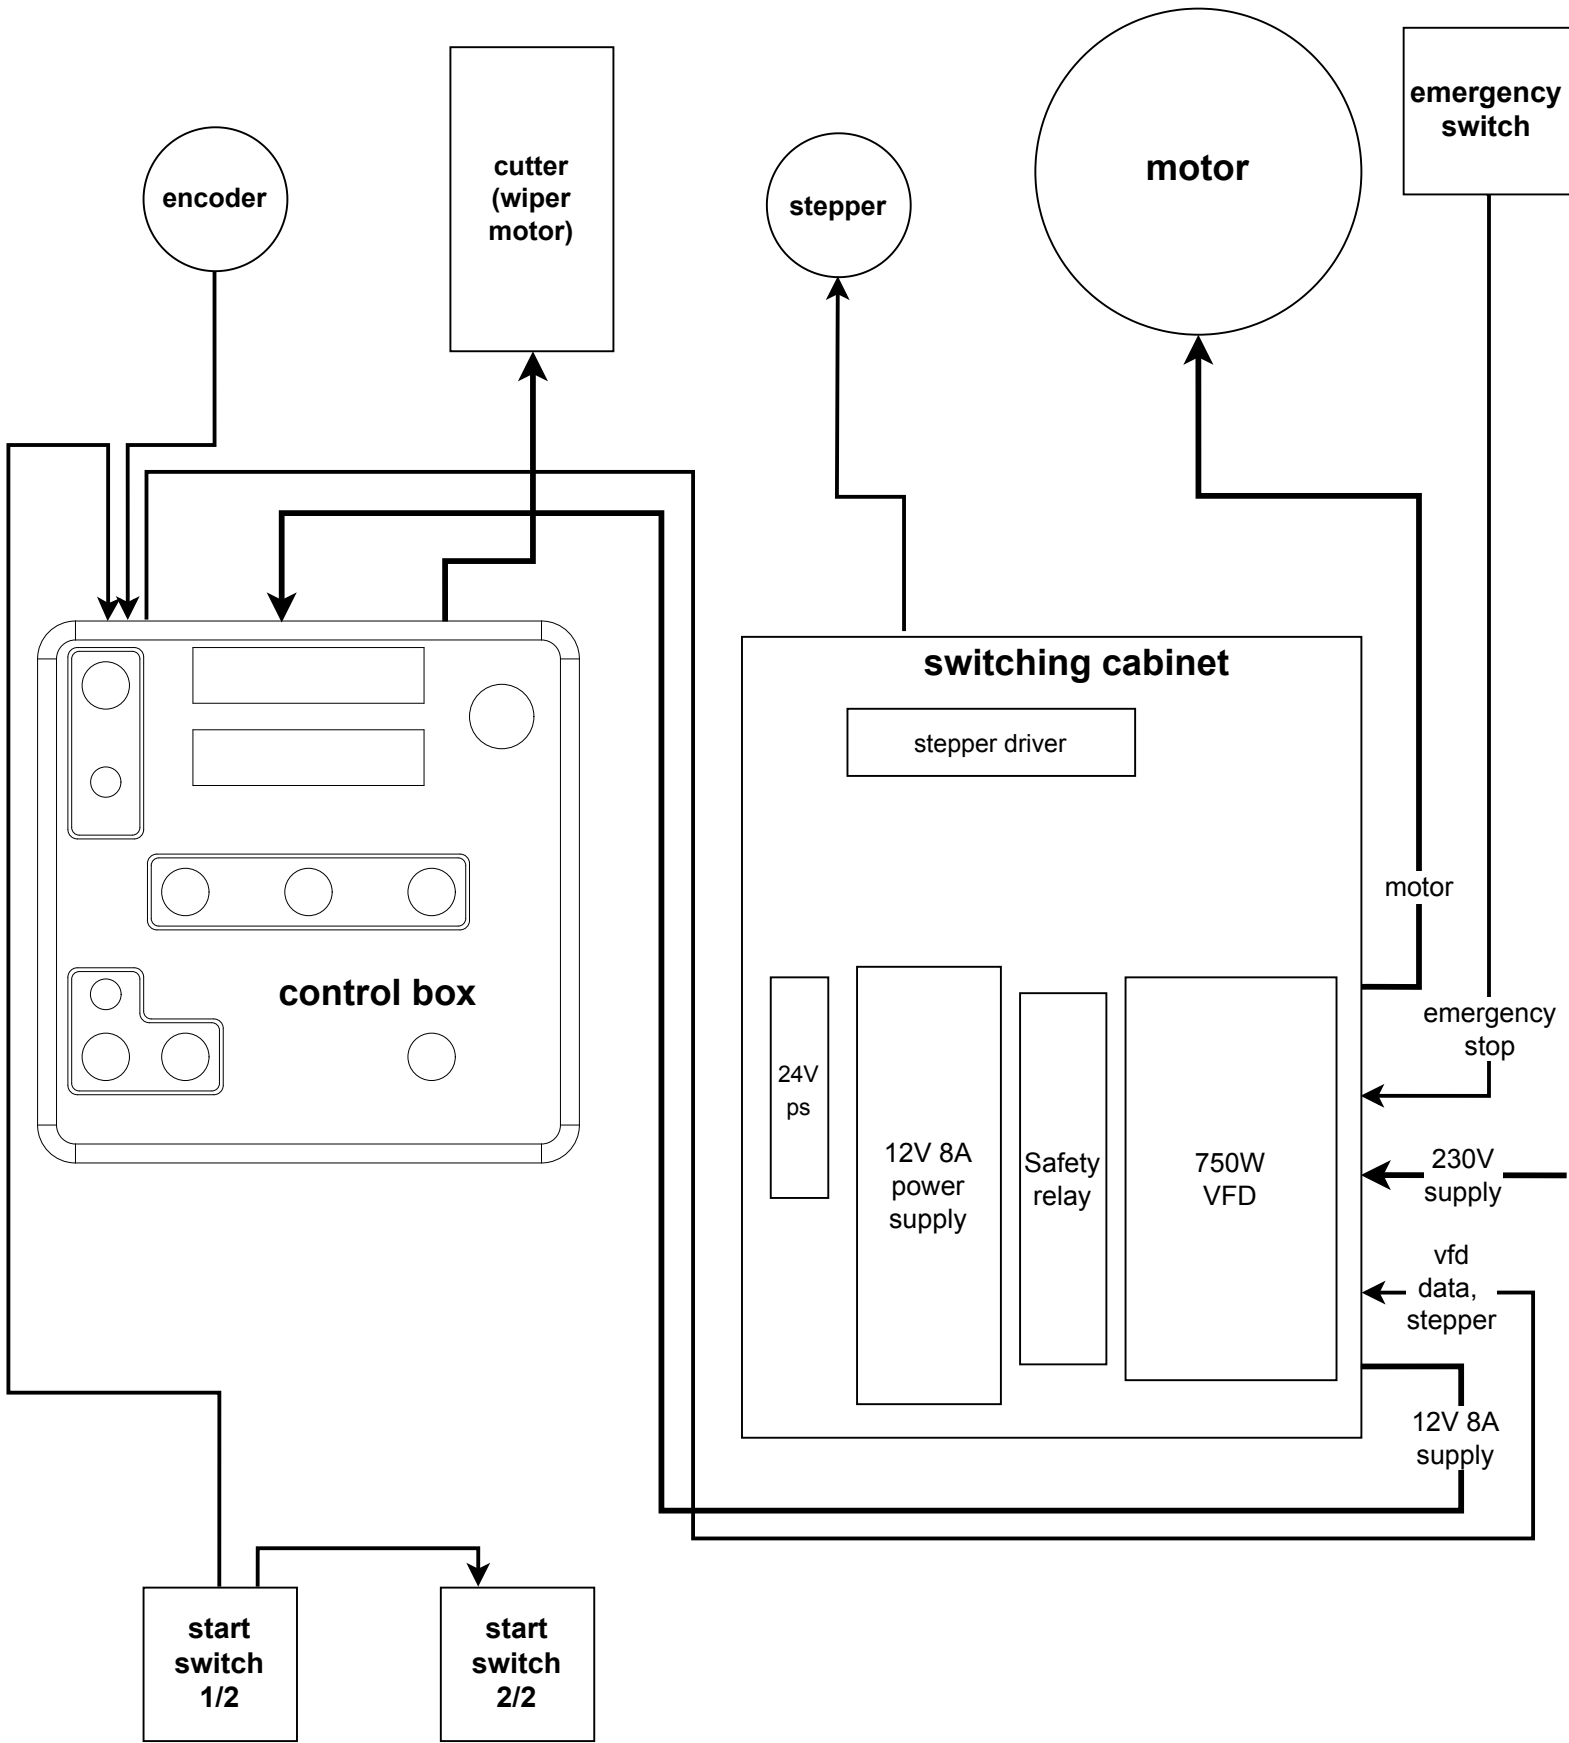 encoder
cutter
(wiper
motor)
stepper
motor
emergency
switch
switching cabinet
stepper driver
motor
control box
emergency
stop
24V
ps
12V 8A
power
supply
Safety
relay
750W
VFD
230V
supply
vfd
data,
stepper
12V 8A
supply
start
switch
1/2
start
switch
2/2